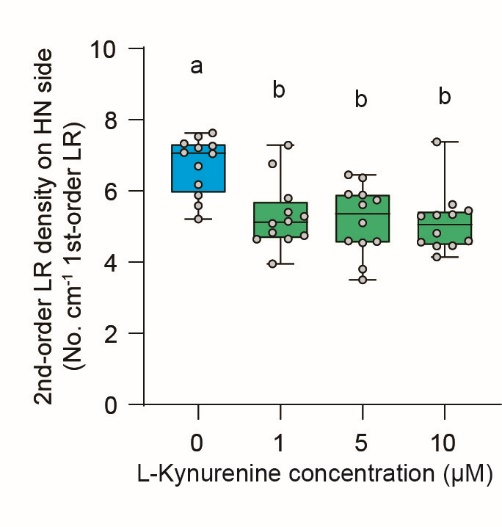 2nd-order LR density on HN side
(No. cm⁻¹ 1st-order LR)
10
8
6
4
2
0
a
b
b
b
0 1 5 10
L-Kynurenine concentration (µM)